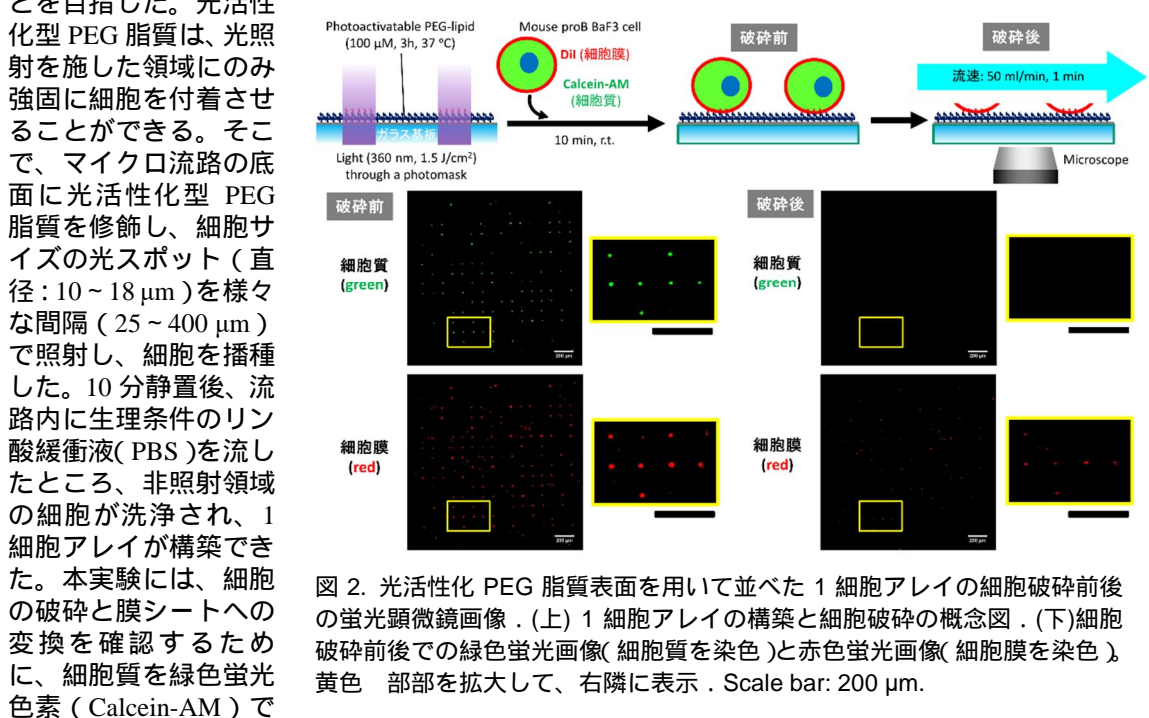 とを目指した。光活性
化型 PEG 脂質は、光照
射を施した領域にのみ
強固に細胞を付着させ
ることができる。そこ
で、マイクロ流路の底
面に光活性化型 PEG
脂質を修飾し、細胞サ
イズの光スポット（直
径：10 ~ 18 μm）を様々
な間隔（25 ~ 400 μm）
で照射し、細胞を播種
した。10 分静置後、流
路内に生理条件のリン
酸緩衝液（PBS）を流し
たところ、非照射領域
の細胞が洗浄され、1
細胞アレイが構築でき
た。本実験には、細胞
の破砕と膜シートへの
変換を確認するため
に、細胞質を緑色蛍光
色素（Calcein-AM）で
Photoactivatable PEG-lipid
(100 μM, 3h, 37 ºC)
ガラス基板
Light (360 nm, 1.5 J/cm²)
through a photomask
Mouse proB BaF3 cell
DiI (細胞膜)
Calcein-AM
(細胞質)
10 min, r.t.
破砕前
破砕後
流速: 50 ml/min, 1 min
Microscope
破砕前
細胞質
(green)
200 μm
細胞膜
(red)
200 μm
破砕後
細胞質
(green)
200 μm
細胞膜
(red)
200 μm
図 2. 光活性化 PEG 脂質表面を用いて並べた 1 細胞アレイの細胞破砕前後
の蛍光顕微鏡画像．(上) 1 細胞アレイの構築と細胞破砕の概念図．(下)細胞
破砕前後での緑色蛍光画像（細胞質を染色）と赤色蛍光画像（細胞膜を染色）。
黄色　部部を拡大して、右隣に表示．Scale bar: 200 μm.